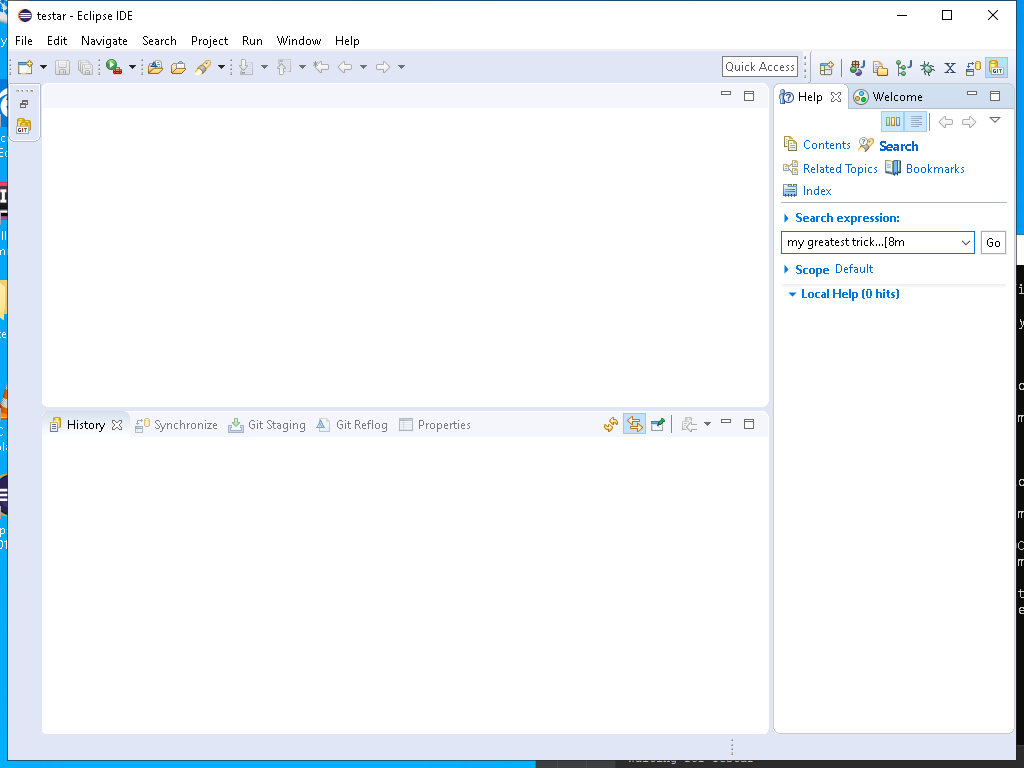 testar - Eclipse IDE
File Edit Navigate Search Project Run Window Help
Quick Access
Help Welcome
Contents Search
Related Topics Bookmarks
Index
Search expression:
my greatest trick...[8m
Go
Scope Default
Local Help (0 hits)
History Synchronize Git Staging Git Reflog Properties